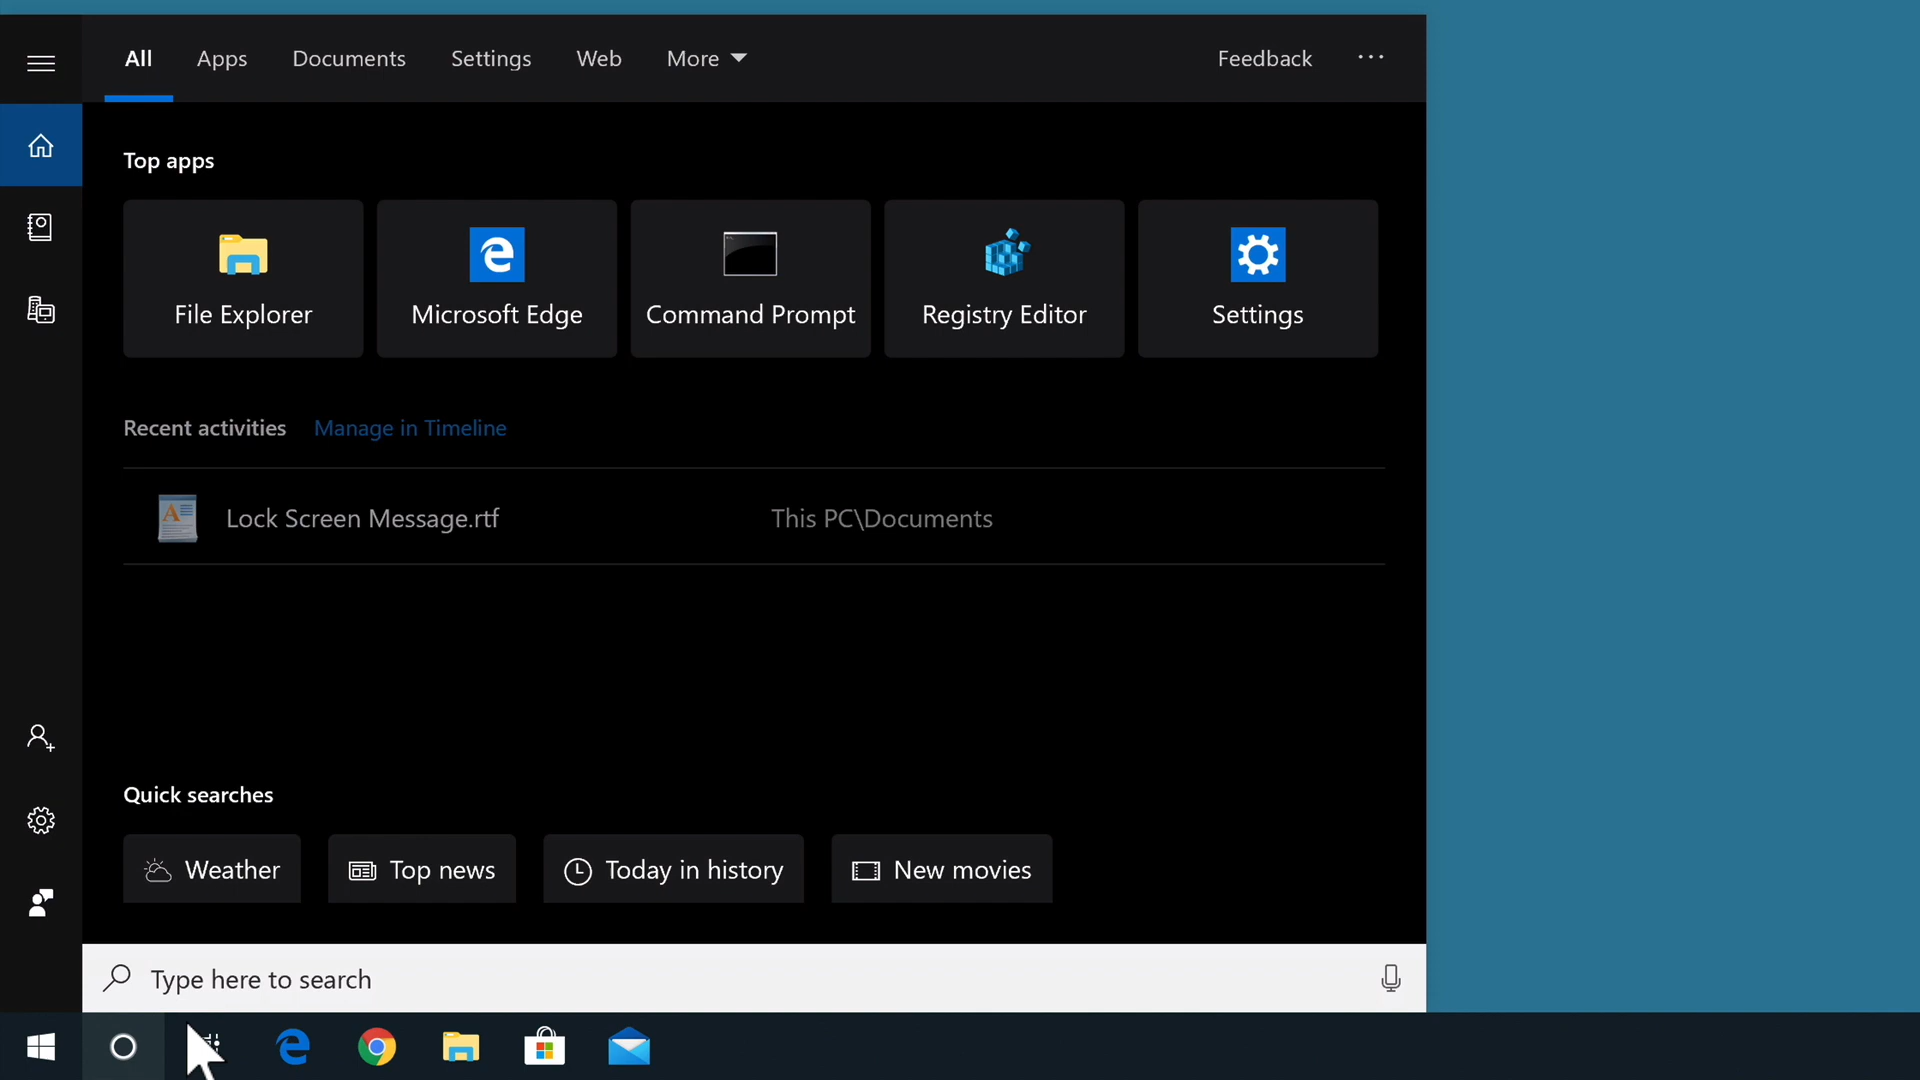 All Apps Documents Settings Web More Feedback
Top apps
File Explorer Microsoft Edge Command Prompt Registry Editor Settings
Recent activities Manage in Timeline
Lock Screen Message.rtf This PC\Documents
Quick searches
Weather Top news Today in history New movies
Type here to search